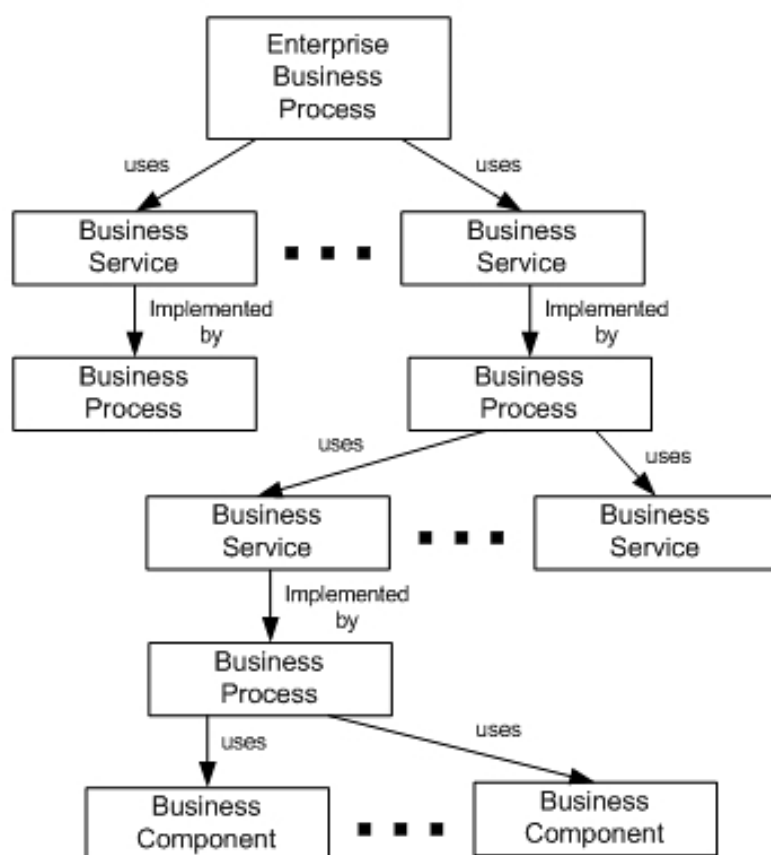 Enterprise
Business
Process
uses
uses
Business
Service
Business
Service
Implemented
by
Implemented
by
Business
Process
Business
Process
uses
uses
Business
Service
Business
Service
Implemented
by
Business
Process
uses
uses
Business
Component
Business
Component